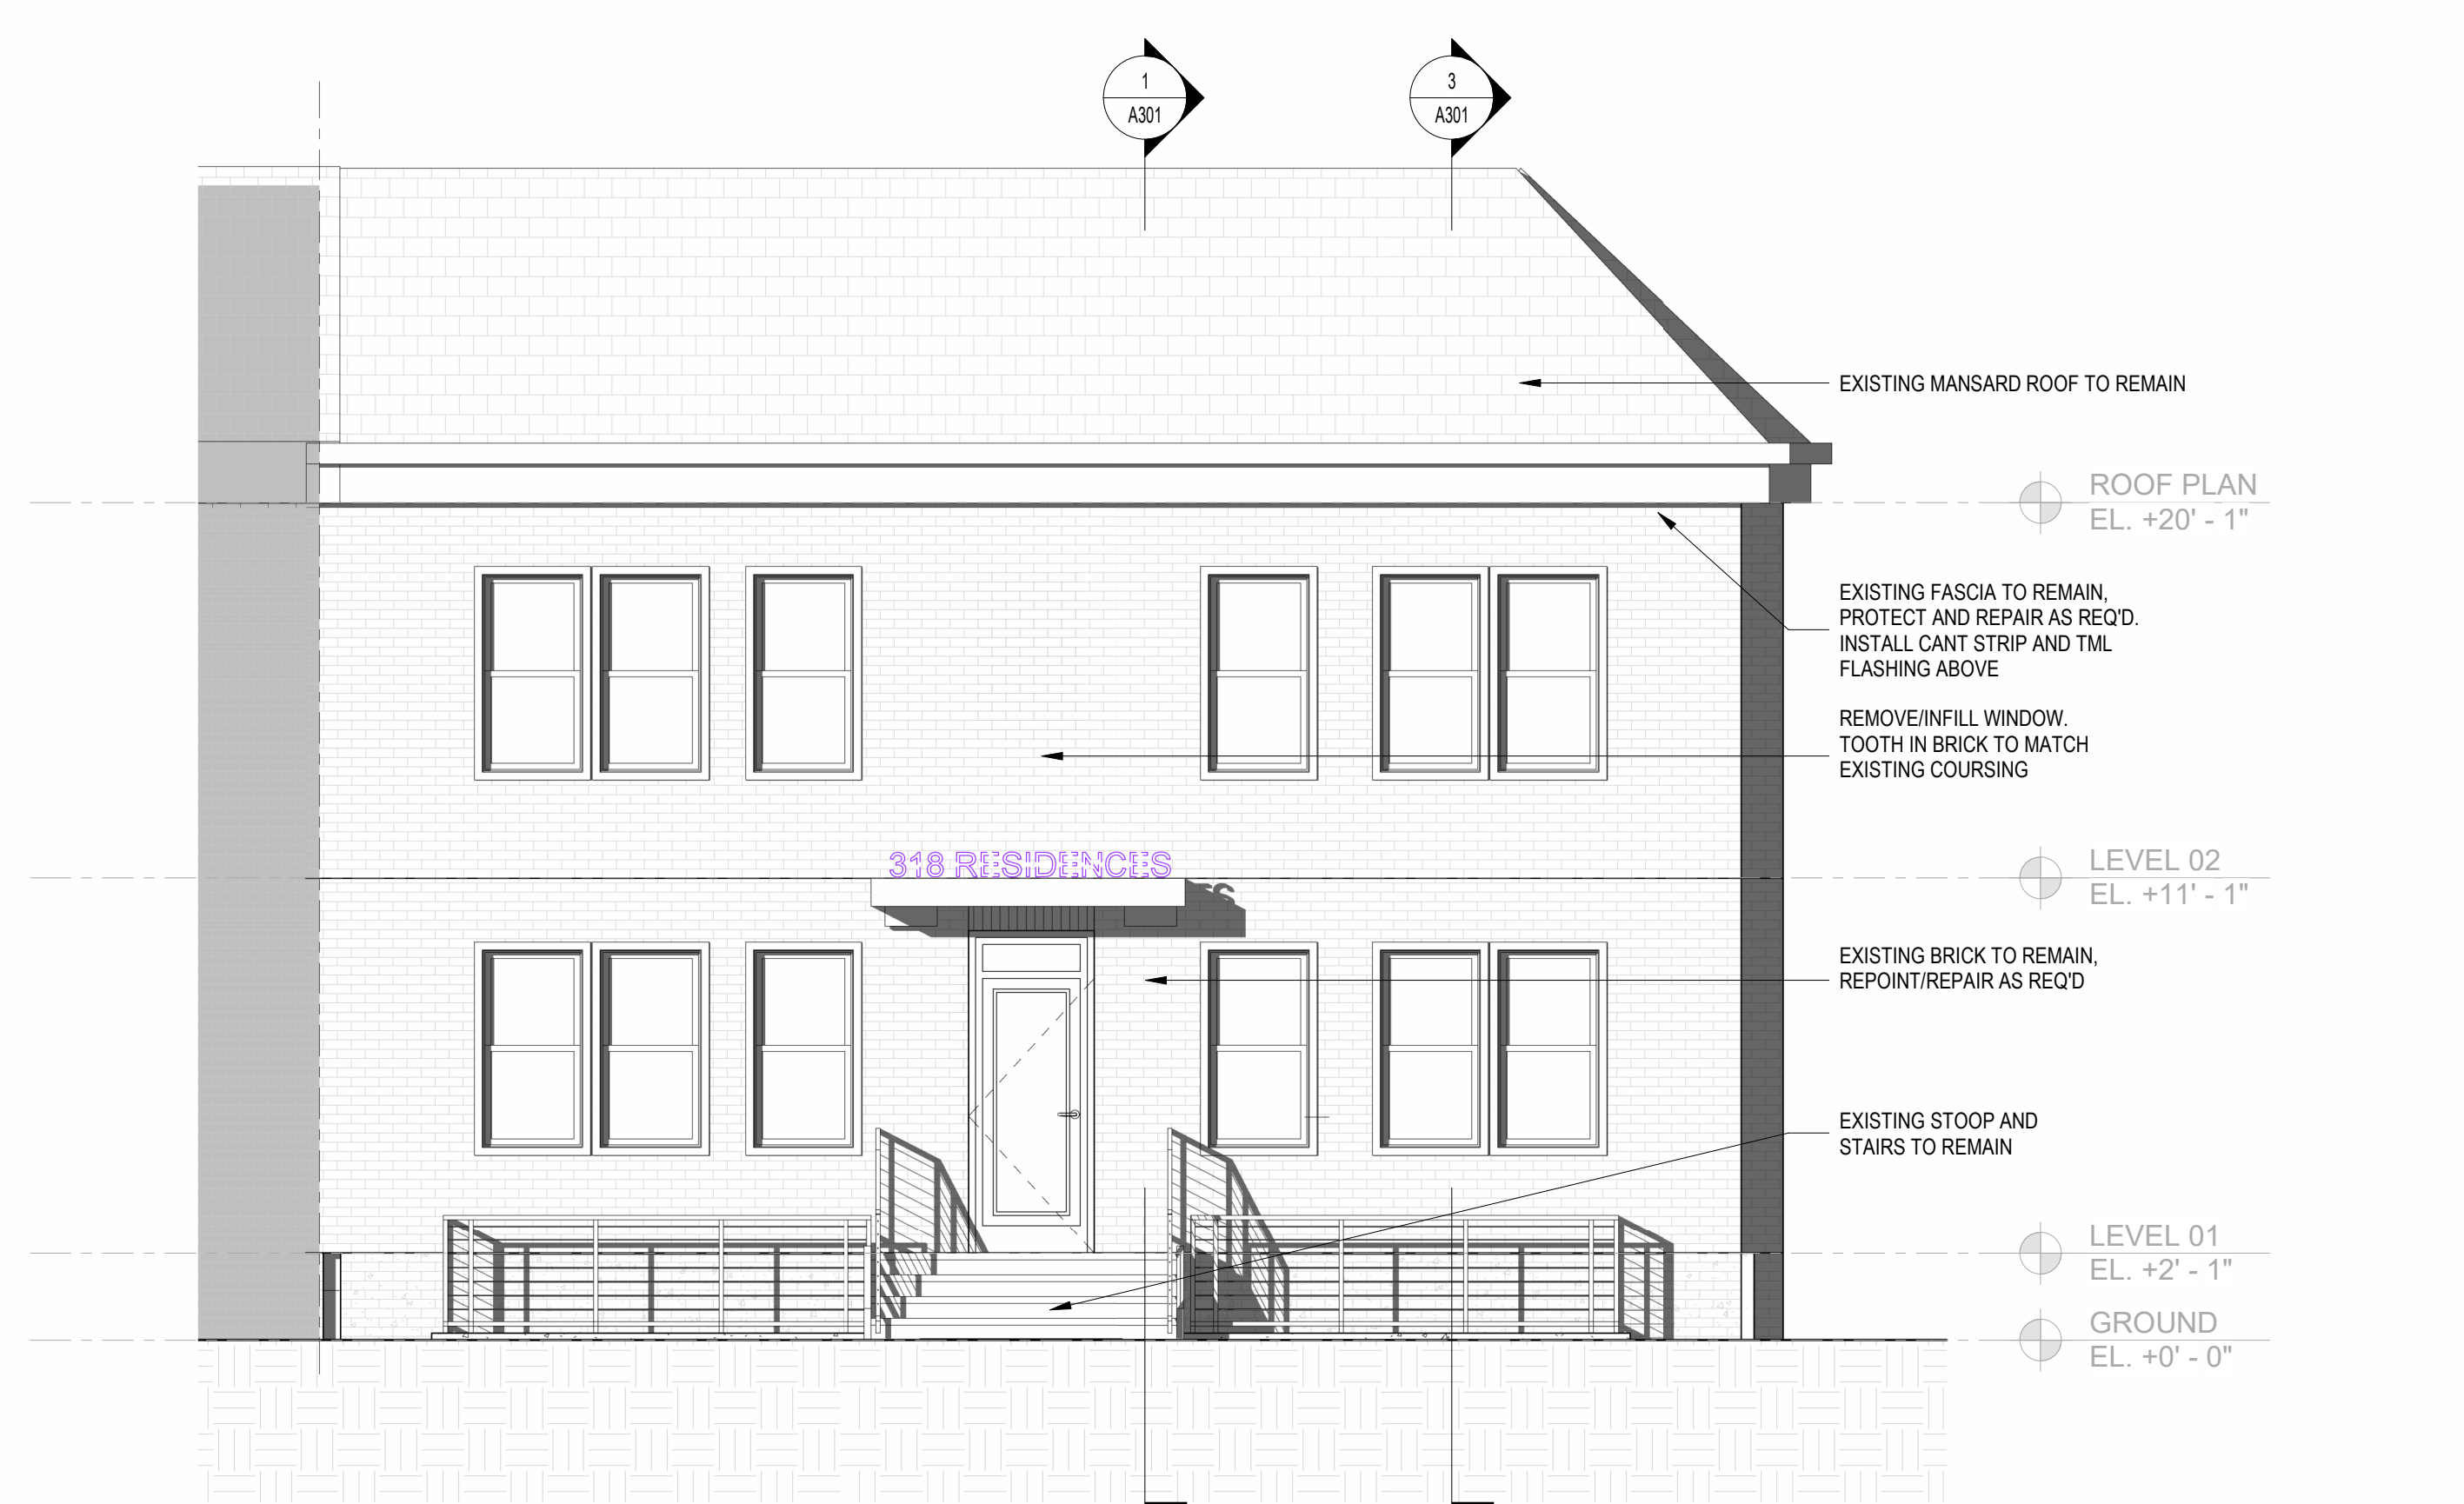 1
A301
3
A301
EXISTING MANSARD ROOF TO REMAIN
ROOF PLAN
EL. +20' - 1"
EXISTING FASCIA TO REMAIN,
PROTECT AND REPAIR AS REQ'D.
INSTALL CANT STRIP AND TML
FLASHING ABOVE
REMOVE/INFILL WINDOW.
TOOTH IN BRICK TO MATCH
EXISTING COURSING
318 RESIDENCES
LEVEL 02
EL. +11' - 1"
EXISTING BRICK TO REMAIN,
REPOINT/REPAIR AS REQ'D
EXISTING STOOP AND
STAIRS TO REMAIN
LEVEL 01
EL. +2' - 1"
GROUND
EL. +0' - 0"